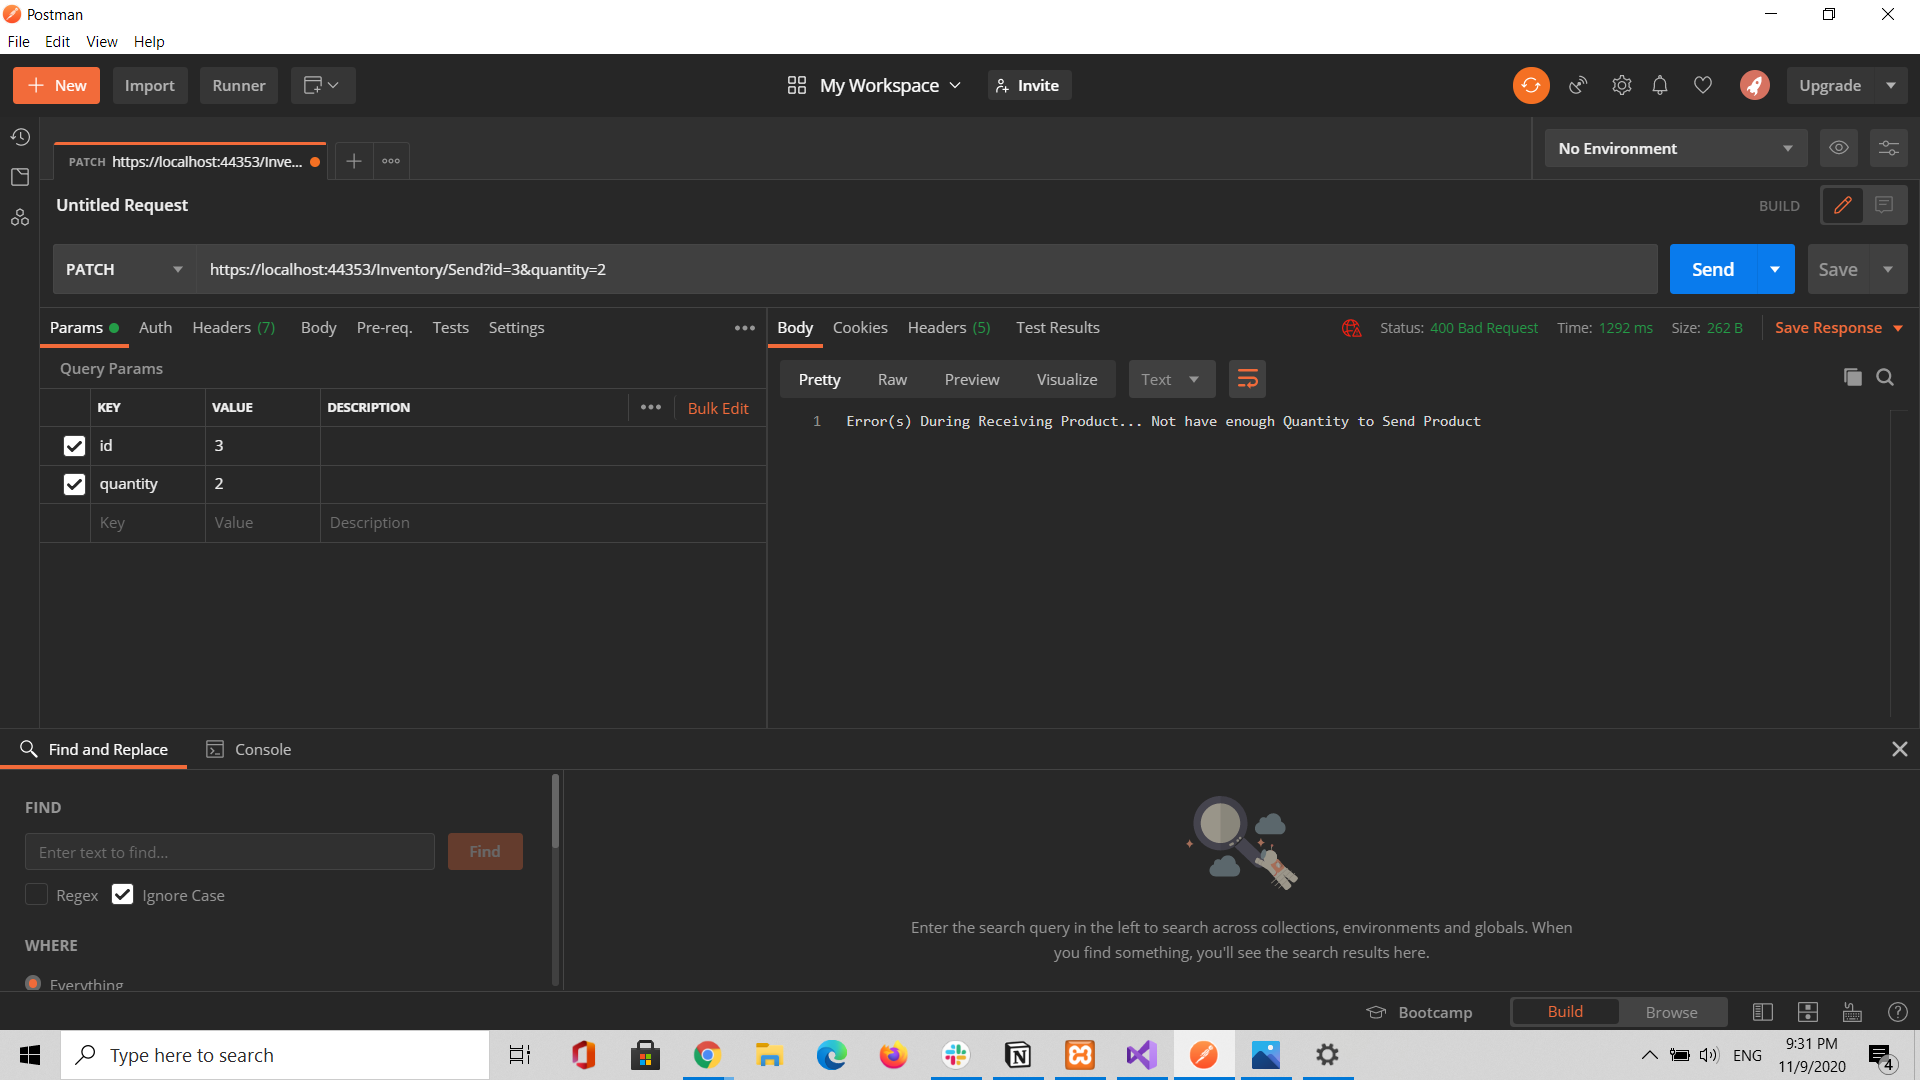 Postman
File Edit View Help
New Import Runner My Workspace Invite Upgrade
PATCH https://localhost:44353/Inve... No Environment
Untitled Request BUILD
PATCH https://localhost:44353/Inventory/Send?id=3&quantity=2 Send Save
Params Auth Headers (7) Body Pre-req. Tests Settings
Body Cookies Headers (5) Test Results Status: 400 Bad Request Time: 1292 ms Size: 262 B Save Response
Query Params
KEY VALUE DESCRIPTION Bulk Edit
id 3
quantity 2
Key Value Description
Pretty Raw Preview Visualize Text
1 Error(s) During Receiving Product... Not have enough Quantity to Send Product
Find and Replace Console
FIND
Enter text to find... Find
Regex Ignore Case
WHERE
Everything
Enter the search query in the left to search across collections, environments and globals. When
you find something, you'll see the search results here.
Bootcamp Build Browse
Type here to search
ENG
9:31 PM
11/9/2020
4